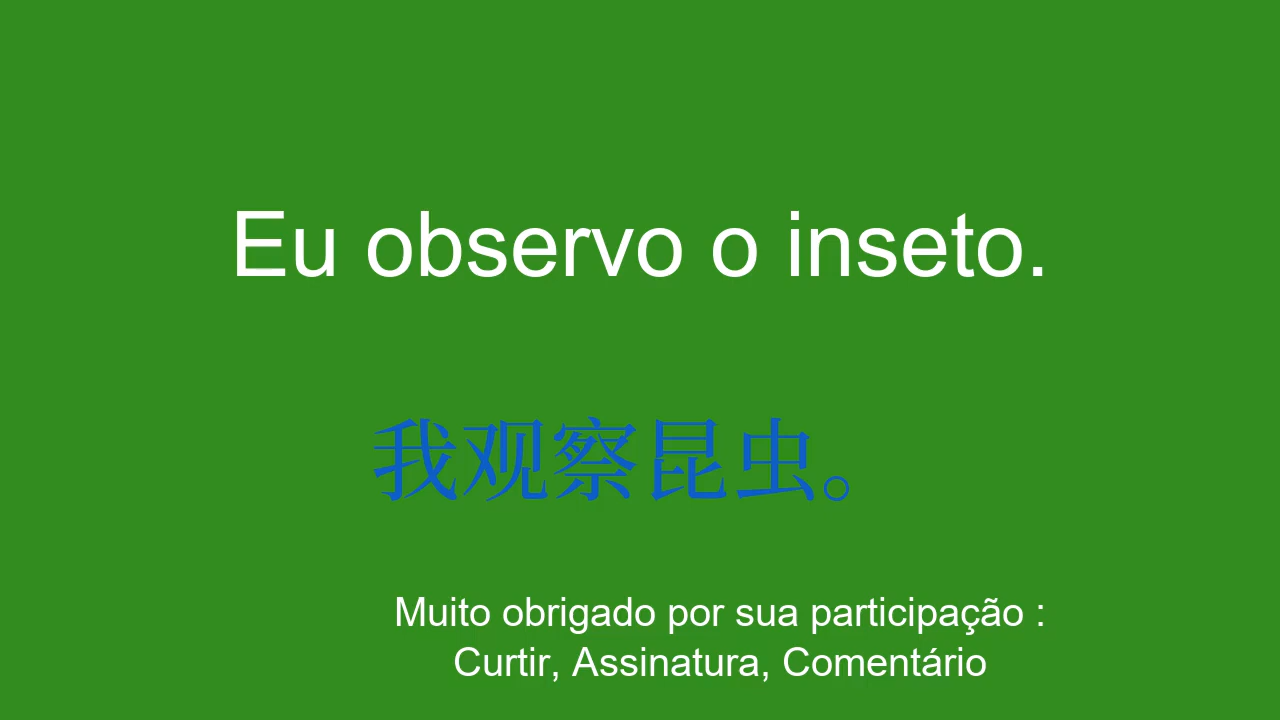 Eu observo o inseto.
我观察昆虫。
Muito obrigado por sua participação :
Curtir, Assinatura, Comentário